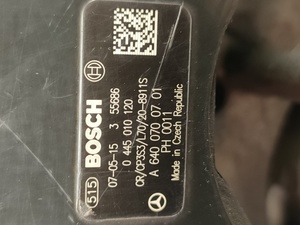 515 BOSCH
07-05-15 3 55686
0 445 010 120
CR/CP3S3/L70/20-8911S
A 640 070 07 01
PH 0011
Made in Czech Republic